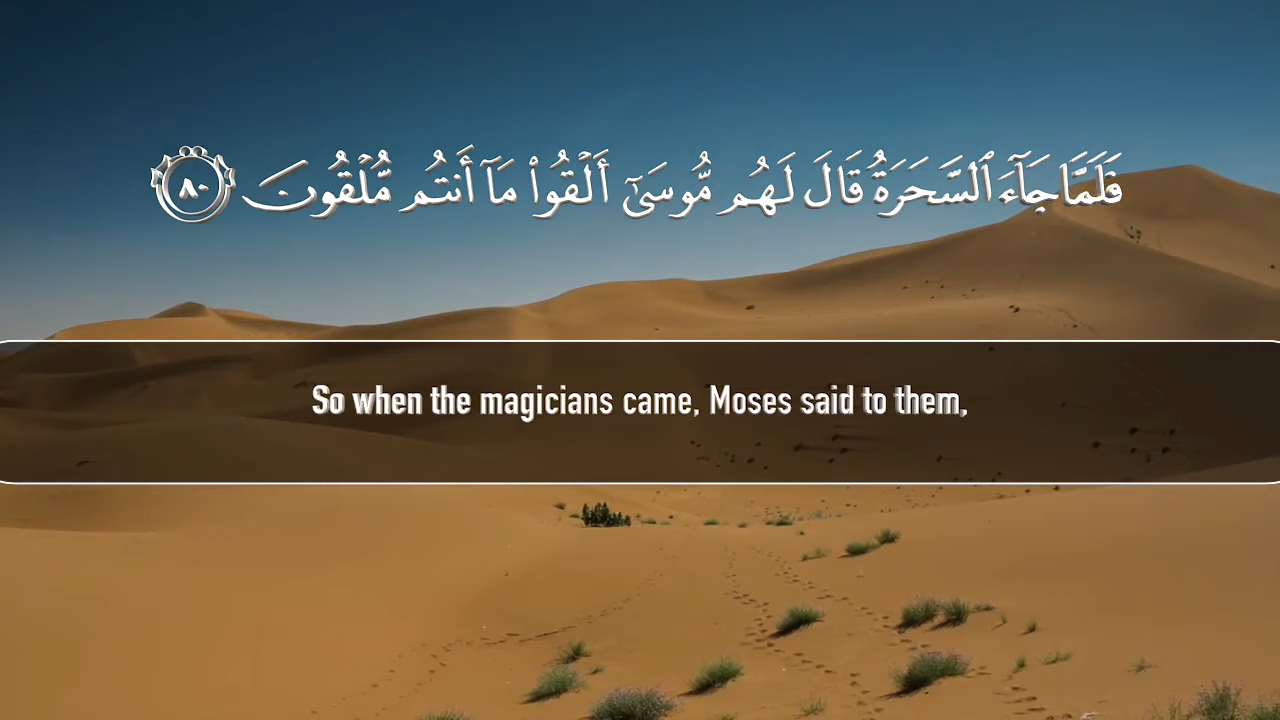 فَلَمَّا جَآءَ ٱلسَّحَرَةُ قَالَ لَهُم مُّوسَىٰٓ أَلْقُوا۟ مَآ أَنتُم مُّلْقُونَ ٨٠
So when the magicians came, Moses said to them,